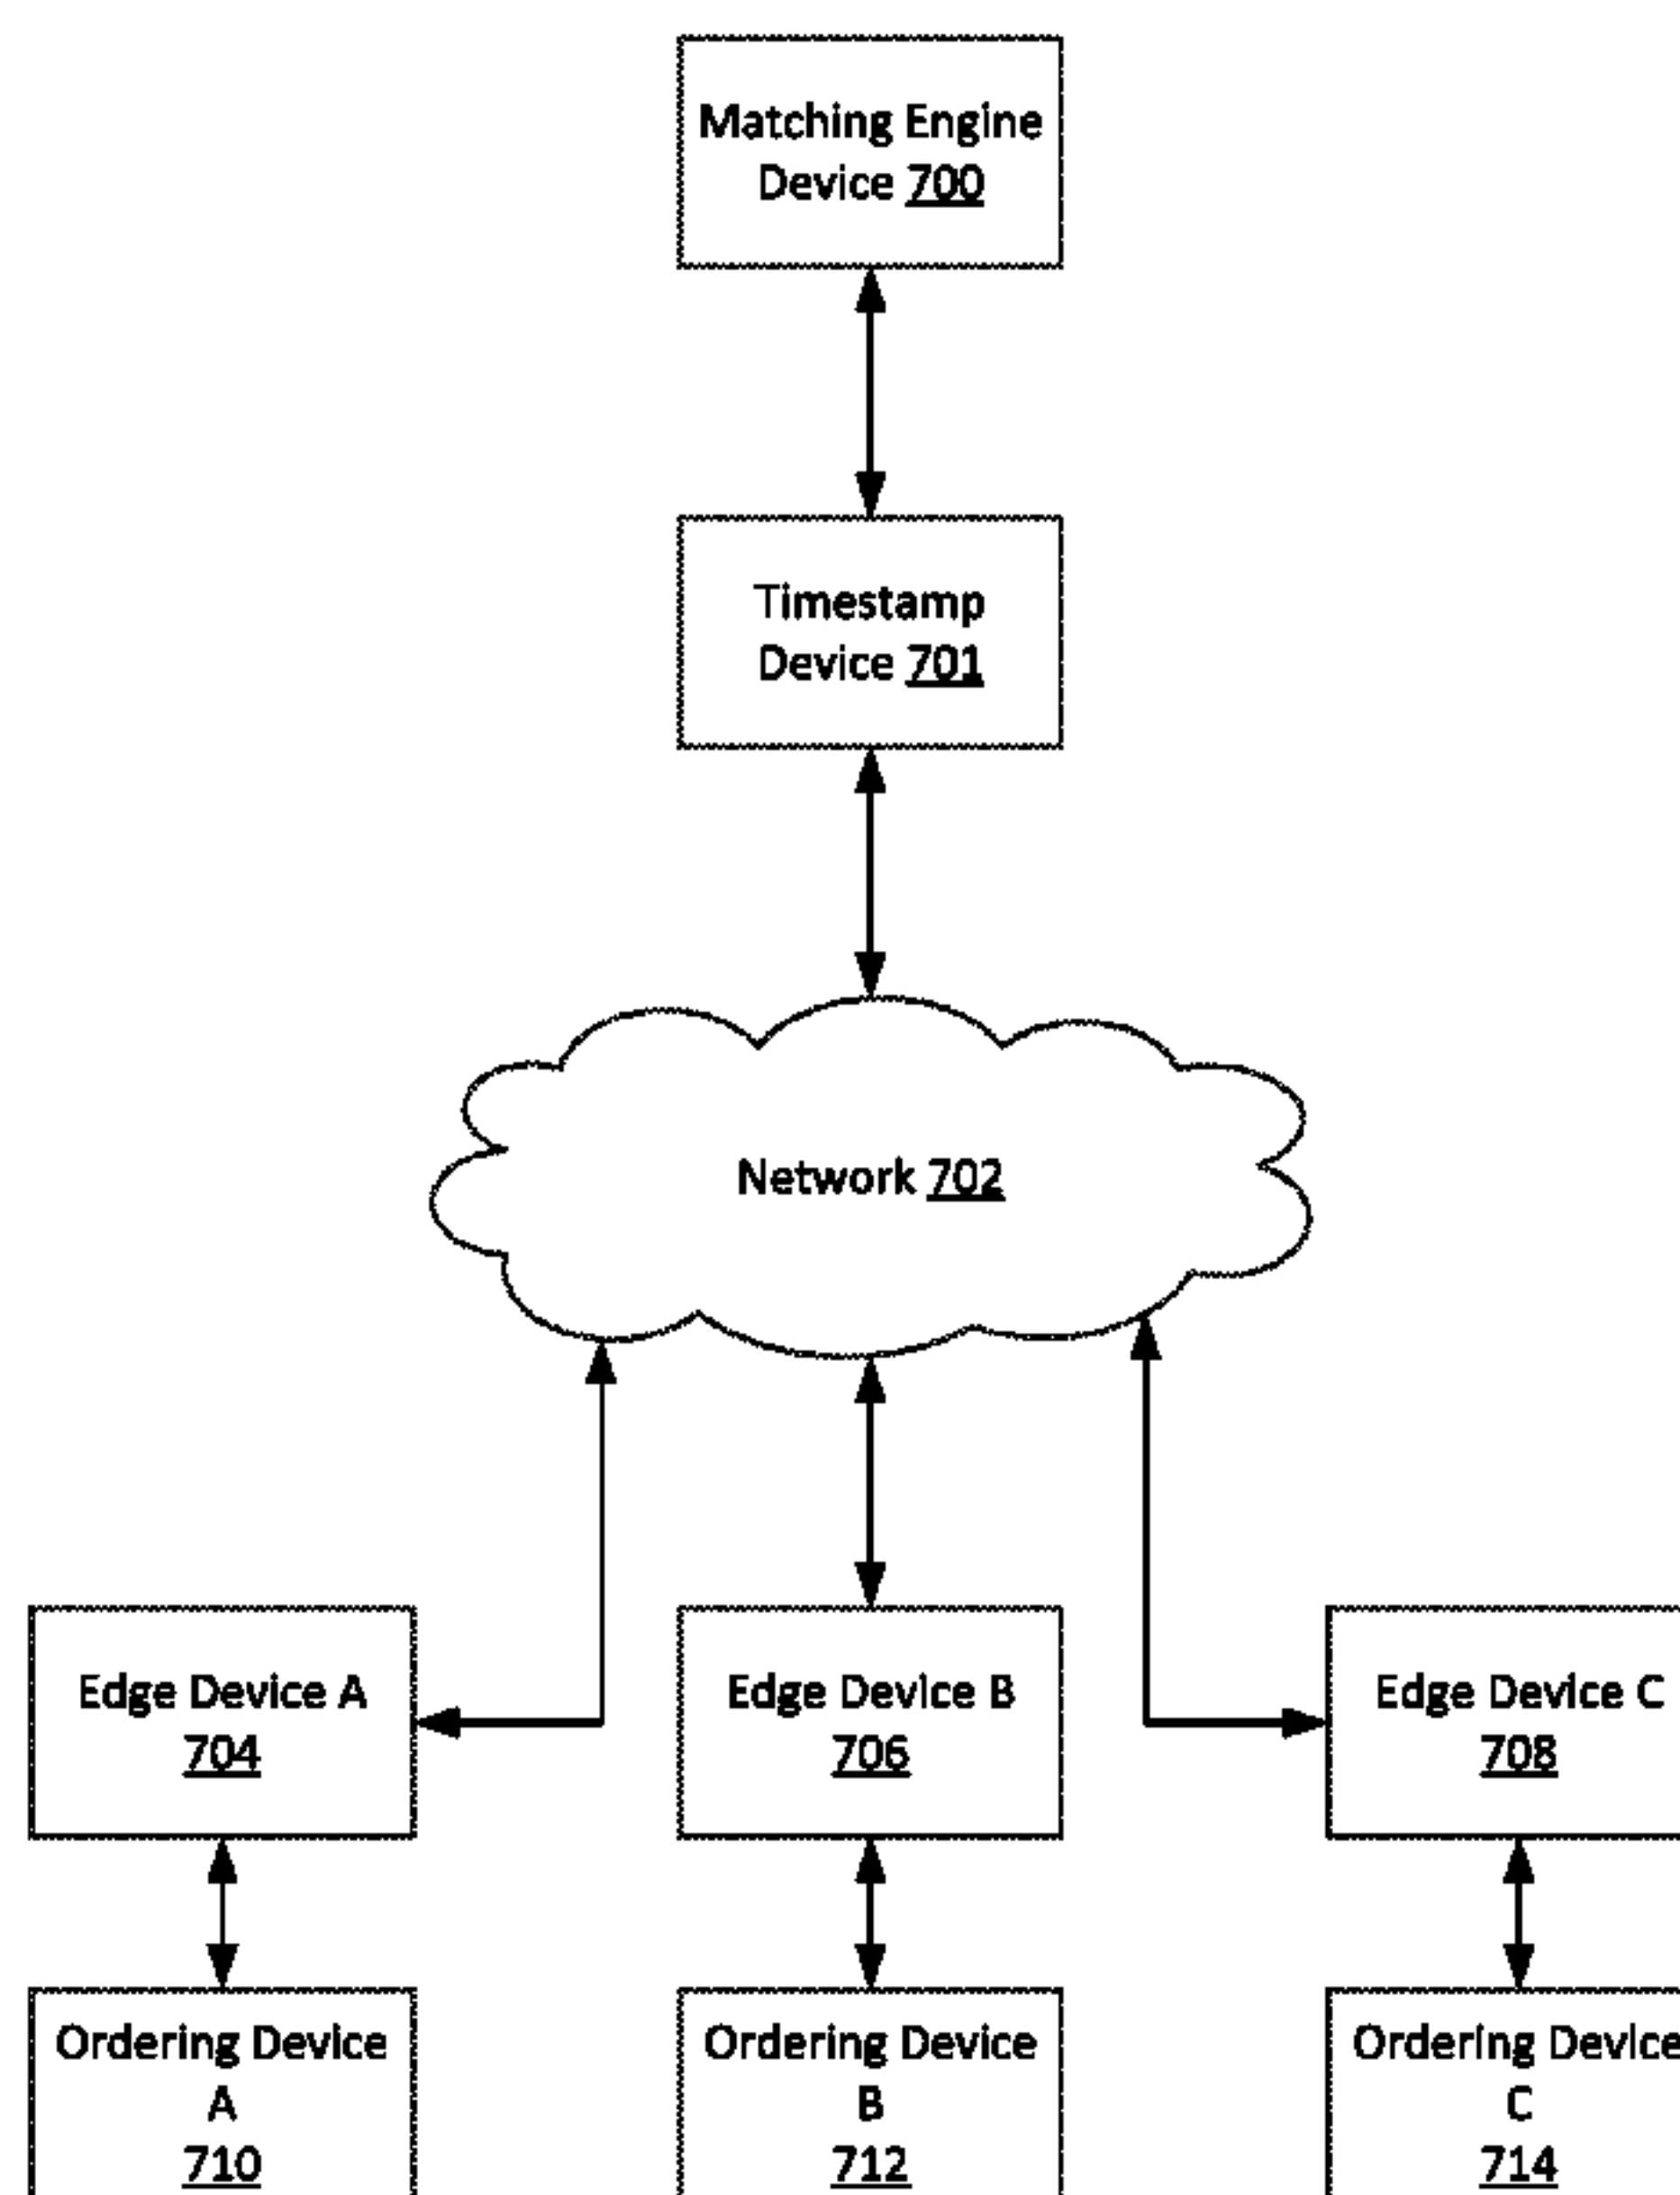 Matching Engine
Device 700
Timestamp
Device 701
Network 702
Edge Device A
704
Edge Device B
706
Edge Device C
708
Ordering Device
A
710
Ordering Device
B
712
Ordering Device
C
714